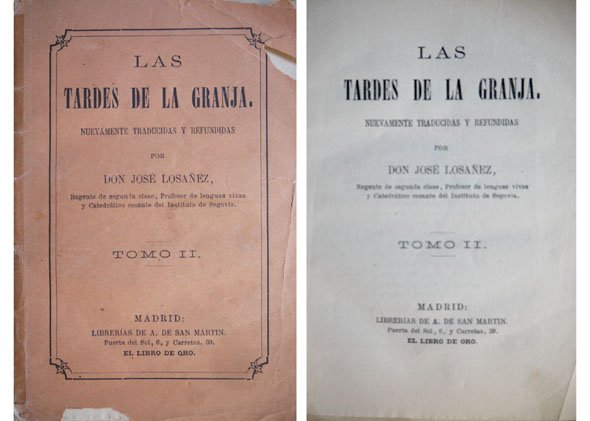 LAS
TARDES DE LA GRANJA.
NUEVAMENTE TRADUCIDAS Y REFUNDIDAS
POR
DON JOSÉ LOSAÑEZ,
Regente de segunda clase, Profesor de lenguas vivas
y Catedrático cesante del Instituto de Segovia.
TOMO II.
MADRID:
LIBRERÍAS DE A. DE SAN MARTIN.
Puerta del Sol, 6, y Carretas, 39.
EL LIBRO DE ORO.
LAS
TARDES DE LA GRANJA.
NUEVAMENTE TRADUCIDAS Y REFUNDIDAS
POR
DON JOSÉ LOSAÑEZ,
Regente de segunda clase, Profesor de lenguas vivas
y Catedrático cesante del Instituto de Segovia.
TOMO II.
MADRID:
LIBRERÍAS DE A. DE SAN MARTIN.
Puerta del Sol, 6, y Carretas, 39.
EL LIBRO DE ORO.